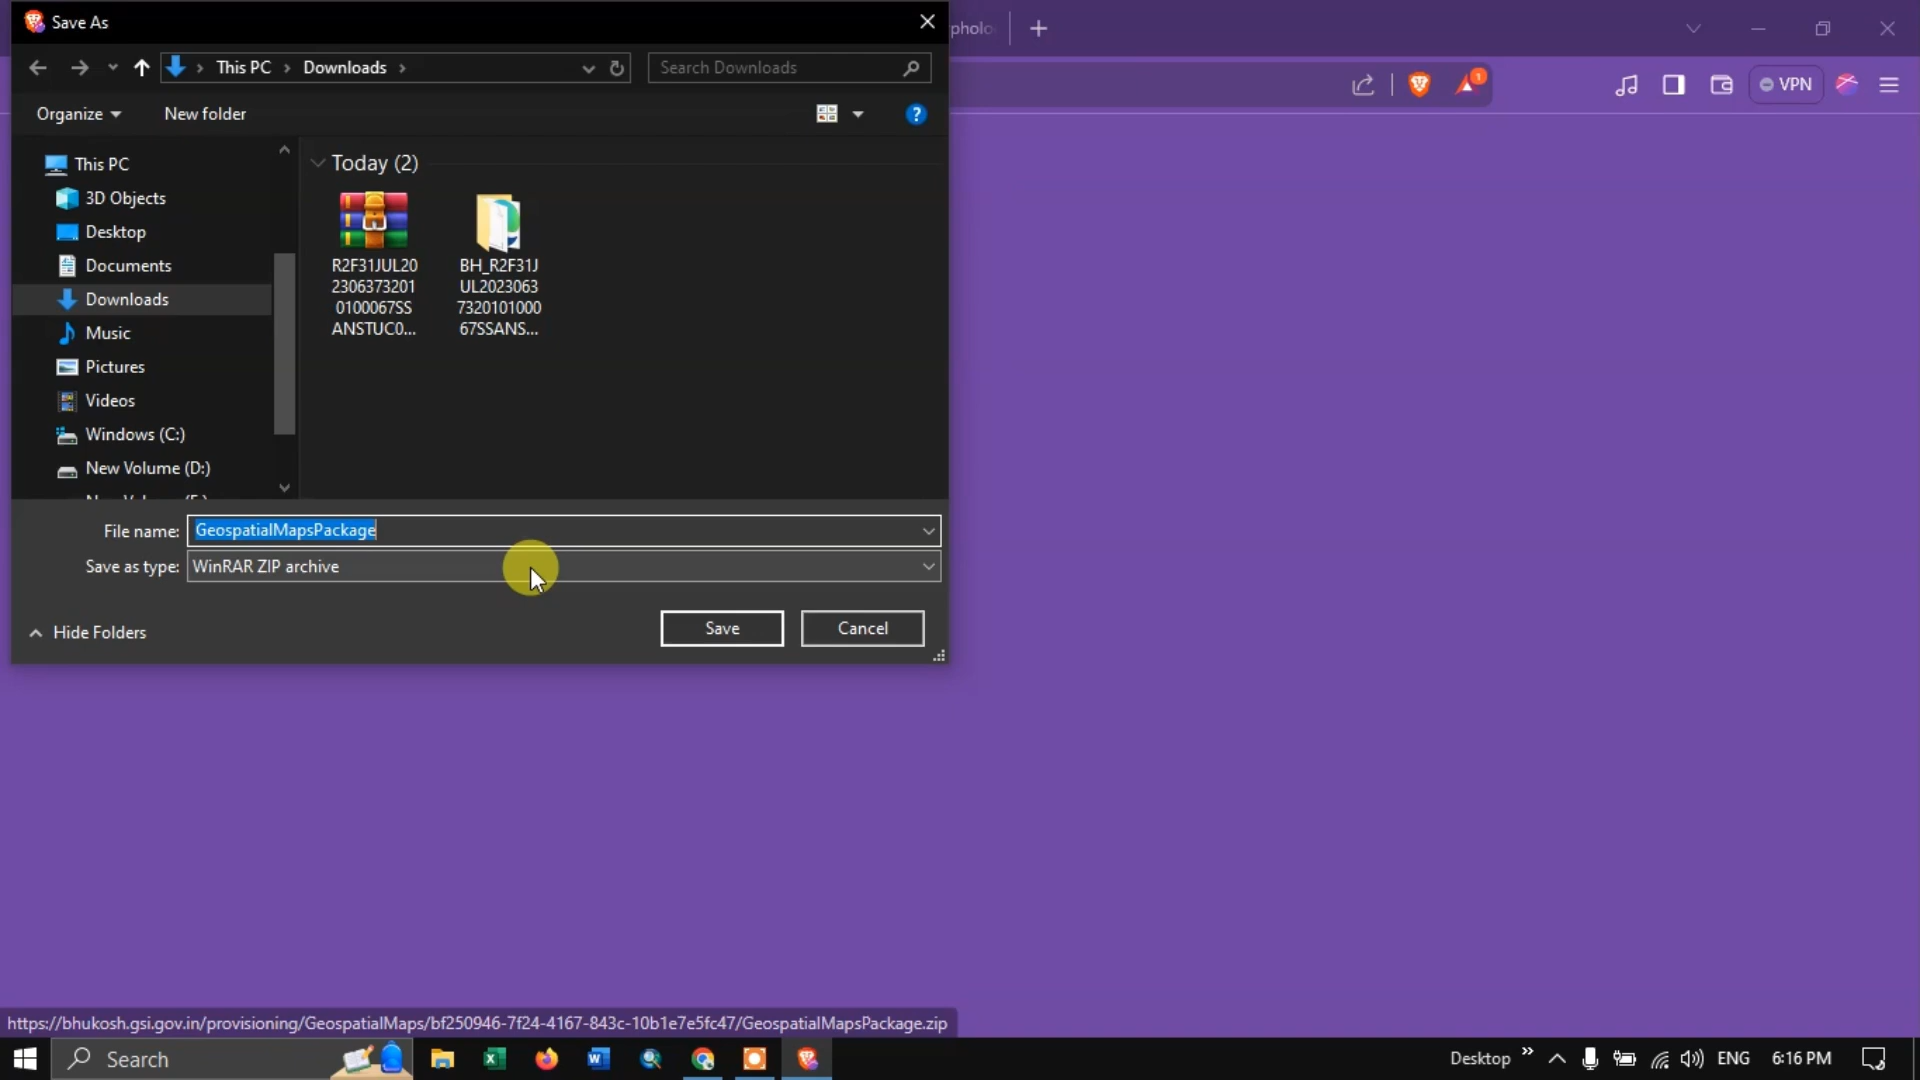 Save As
pholo
1
VPN
This PC
Downloads
Search Downloads
Organize
New folder
?
This PC
3D Objects
Desktop
Documents
Downloads
Music
Pictures
Videos
Windows (C:)
New Volume (D:)
Today (2)
R2F31JUL20
2306373201
0100067SS
ANSTUC0...
BH_R2F31J
UL2023063
7320101000
67SSANS...
File name: GeospatialMapsPackage
Save as type: WinRAR ZIP archive
Hide Folders
Save
Cancel
https://bhukosh.gsi.gov.in/provisioning/GeospatialMaps/bf250946-7f24-4167-843c-10b1e7e5fc47/GeospatialMapsPackage.zip
Search
Desktop
ENG
6:16 PM